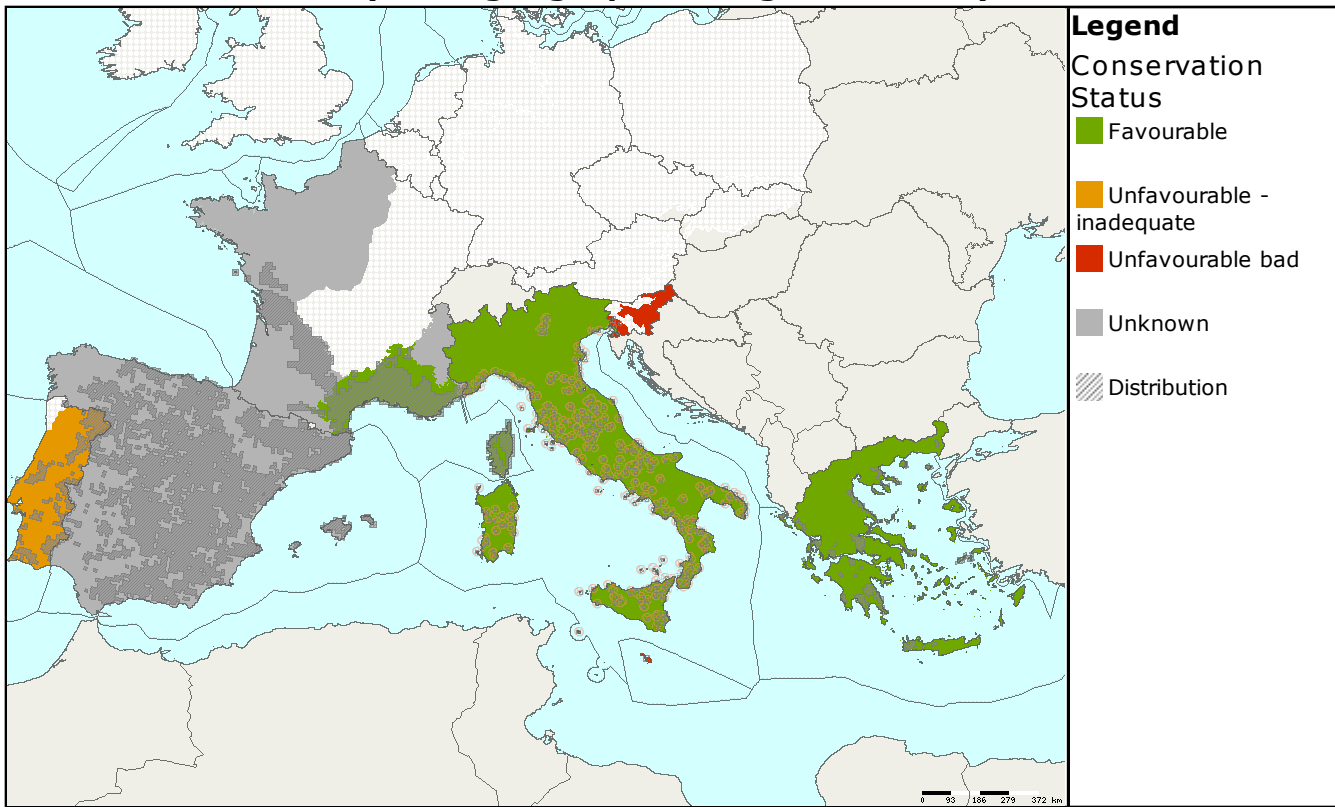 Legend
Conservation
Status
Favourable
Unfavourable -
inadequate
Unfavourable bad
Unknown
Distribution
0 93 186 279 372 km